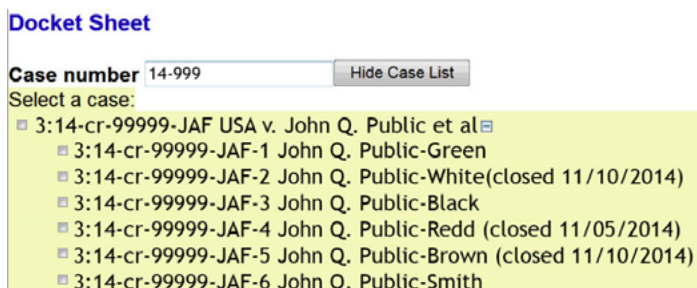 Docket Sheet
Case number 14-999 Hide Case List
Select a case:
3:14-cr-99999-JAF USA v. John Q. Public et al
3:14-cr-99999-JAF-1 John Q. Public-Green
3:14-cr-99999-JAF-2 John Q. Public-White(closed 11/10/2014)
3:14-cr-99999-JAF-3 John Q. Public-Black
3:14-cr-99999-JAF-4 John Q. Public-Redd (closed 11/05/2014)
3:14-cr-99999-JAF-5 John Q. Public-Brown (closed 11/10/2014)
3:14-cr-99999-JAF-6 John Q. Public-Smith